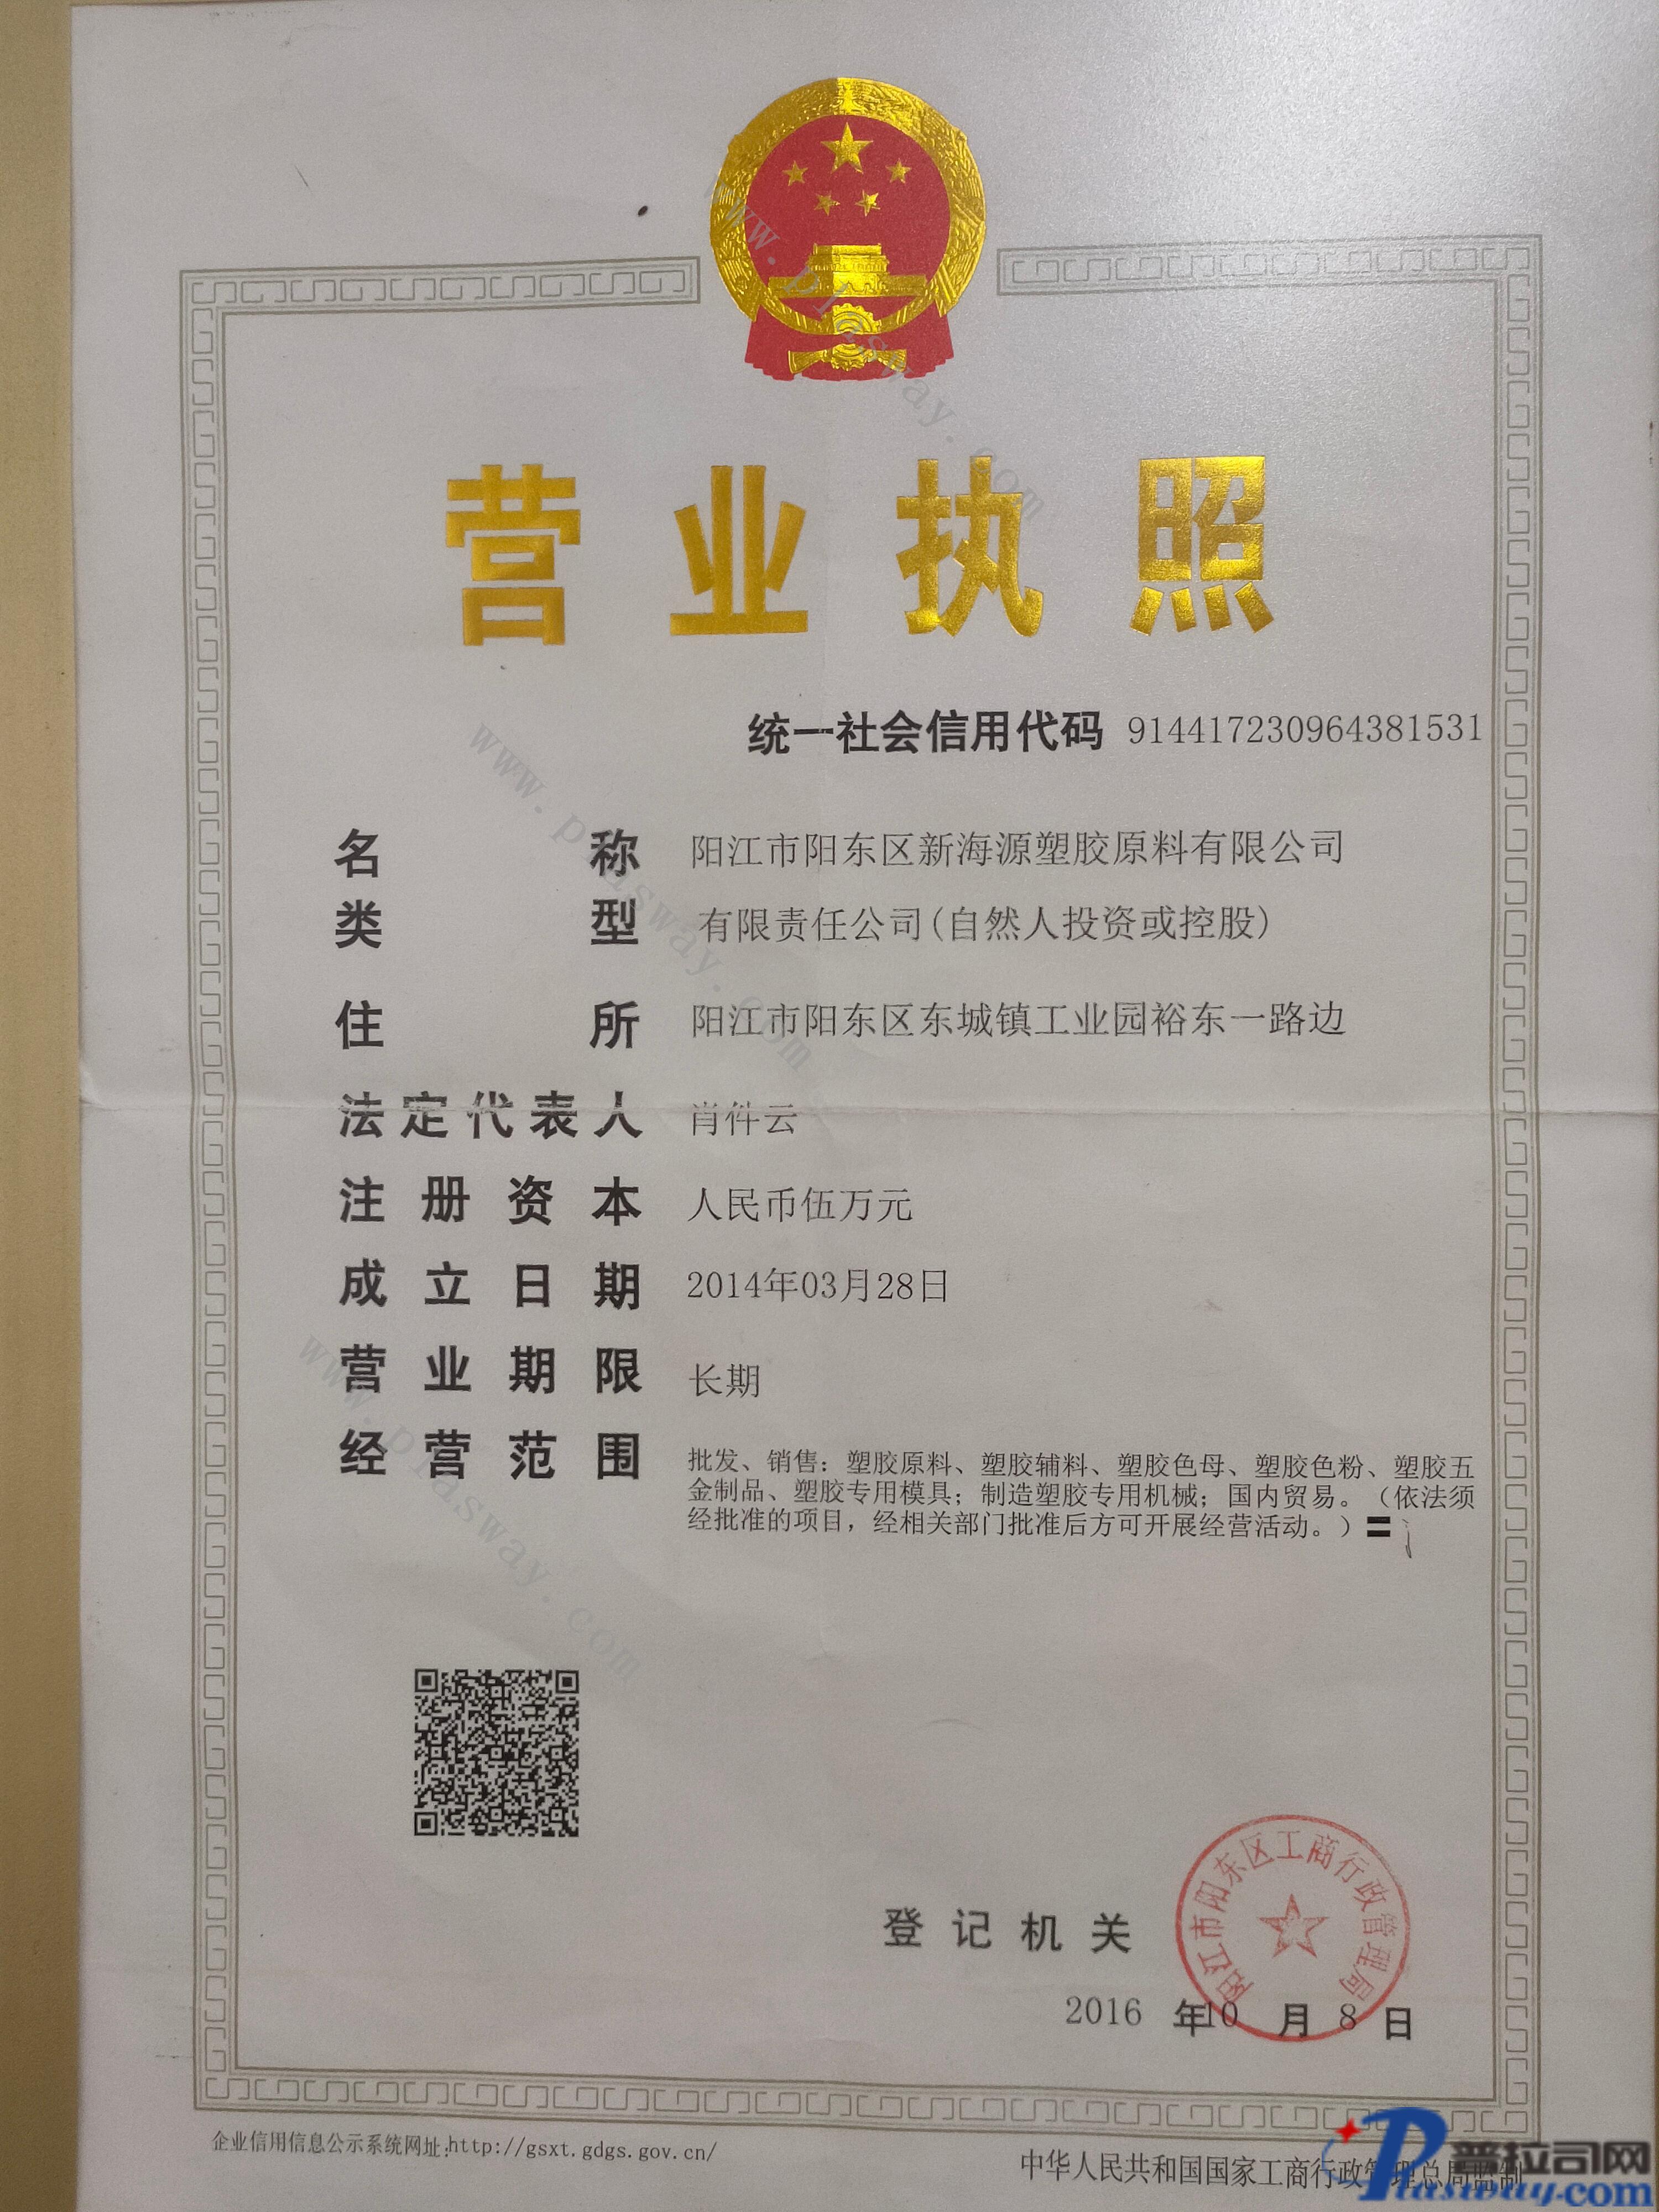 营业执照
统一社会信用代码 914417230964381531
名称 阳江市阳东区新海源塑胶原料有限公司
类型 有限责任公司(自然人投资或控股)
住所 阳江市阳东区东城镇工业园裕东一路边
法定代表人 肖件云
注册资本 人民币伍万元
成立日期 2014年03月28日
营业期限 长期
经营范围 批发、销售：塑胶原料、塑胶辅料、塑胶色母、塑胶色粉、塑胶五
金制品、塑胶专用模具；制造塑胶专用机械；国内贸易。（依法须
经批准的项目，经相关部门批准后方可开展经营活动。）〓
登记机关
阳江市阳东区工商行政管理局
2016 年10 月 8 日
企业信用信息公示系统网址:http://gsxt.gdgs.gov.cn/
中华人民共和国国家工商行政管理总局监制
普拉司网
Plasway.com
www.plasway.com
www.plasway.com
www.plasway.com